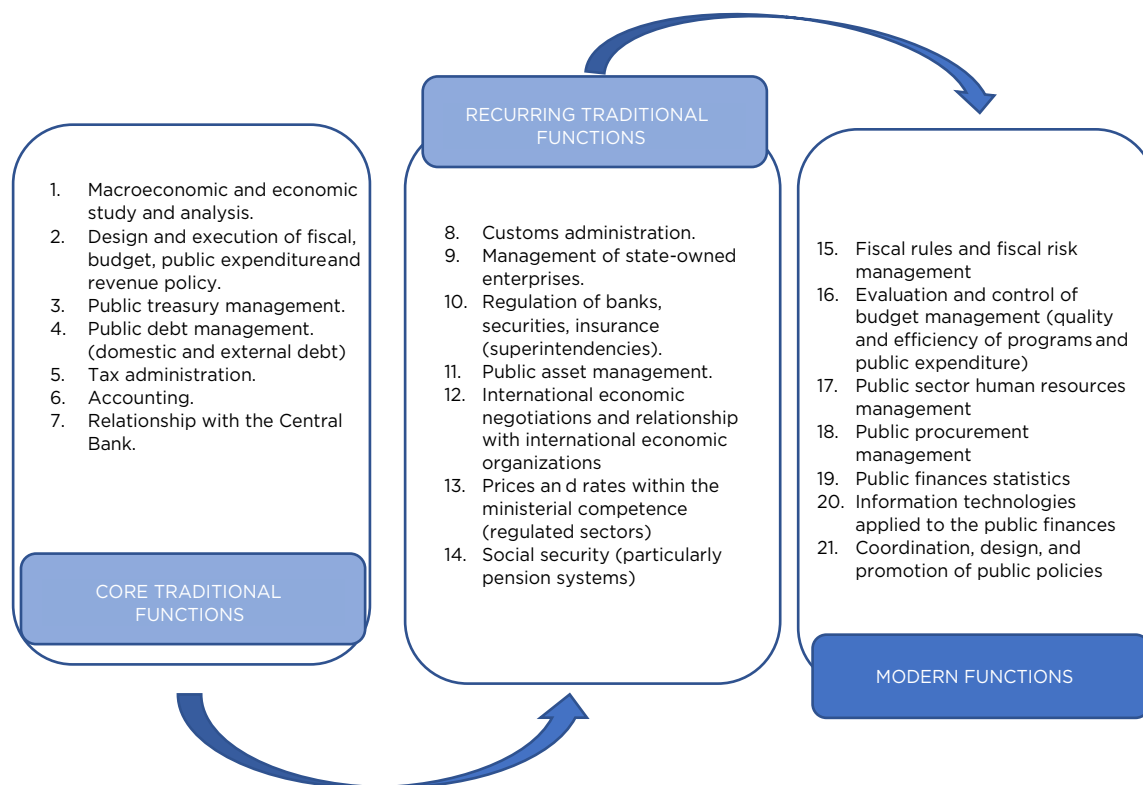 1. Macroeconomic and economic
study and analysis.
2. Design and execution of fiscal,
budget, public expenditure and
revenue policy.
3. Public treasury management.
4. Public debt management.
(domestic and external debt)
5. Tax administration.
6. Accounting.
7. Relationship with the Central
Bank.
CORE TRADITIONAL
FUNCTIONS
RECURRING TRADITIONAL
FUNCTIONS
8. Customs administration.
9. Management of state-owned
enterprises.
10. Regulation of banks,
securities, insurance
(superintendencies).
11. Public asset management.
12. International economic
negotiations and relationship
with international economic
organizations
13. Prices and rates within the
ministerial competence
(regulated sectors)
14. Social security (particularly
pension systems)
15. Fiscal rules and fiscal risk
management
16. Evaluation and control of
budget management (quality
and efficiency of programs and
public expenditure)
17. Public sector human resources
management
18. Public procurement
management
19. Public finances statistics
20. Information technologies
applied to the public finances
21. Coordination, design, and
promotion of public policies
MODERN FUNCTIONS